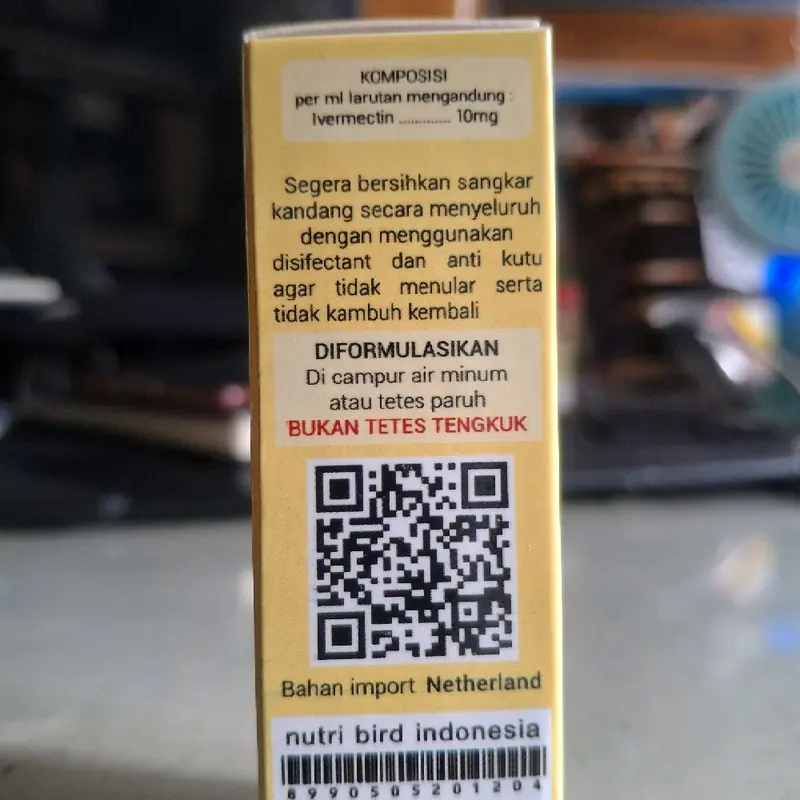 KOMPOSISI
per ml larutan mengandung :
Ivermectin ............. 10mg
Segera bersihkan sangkar
kandang secara menyeluruh
dengan menggunakan
disifectant dan anti kutu
agar tidak menular serta
tidak kambuh kembali
DIFORMULASIKAN
Di campur air minum
atau tetes paruh
BUKAN TETES TENGKUK
Bahan import Netherland
nutri bird indonesia
8990505201204